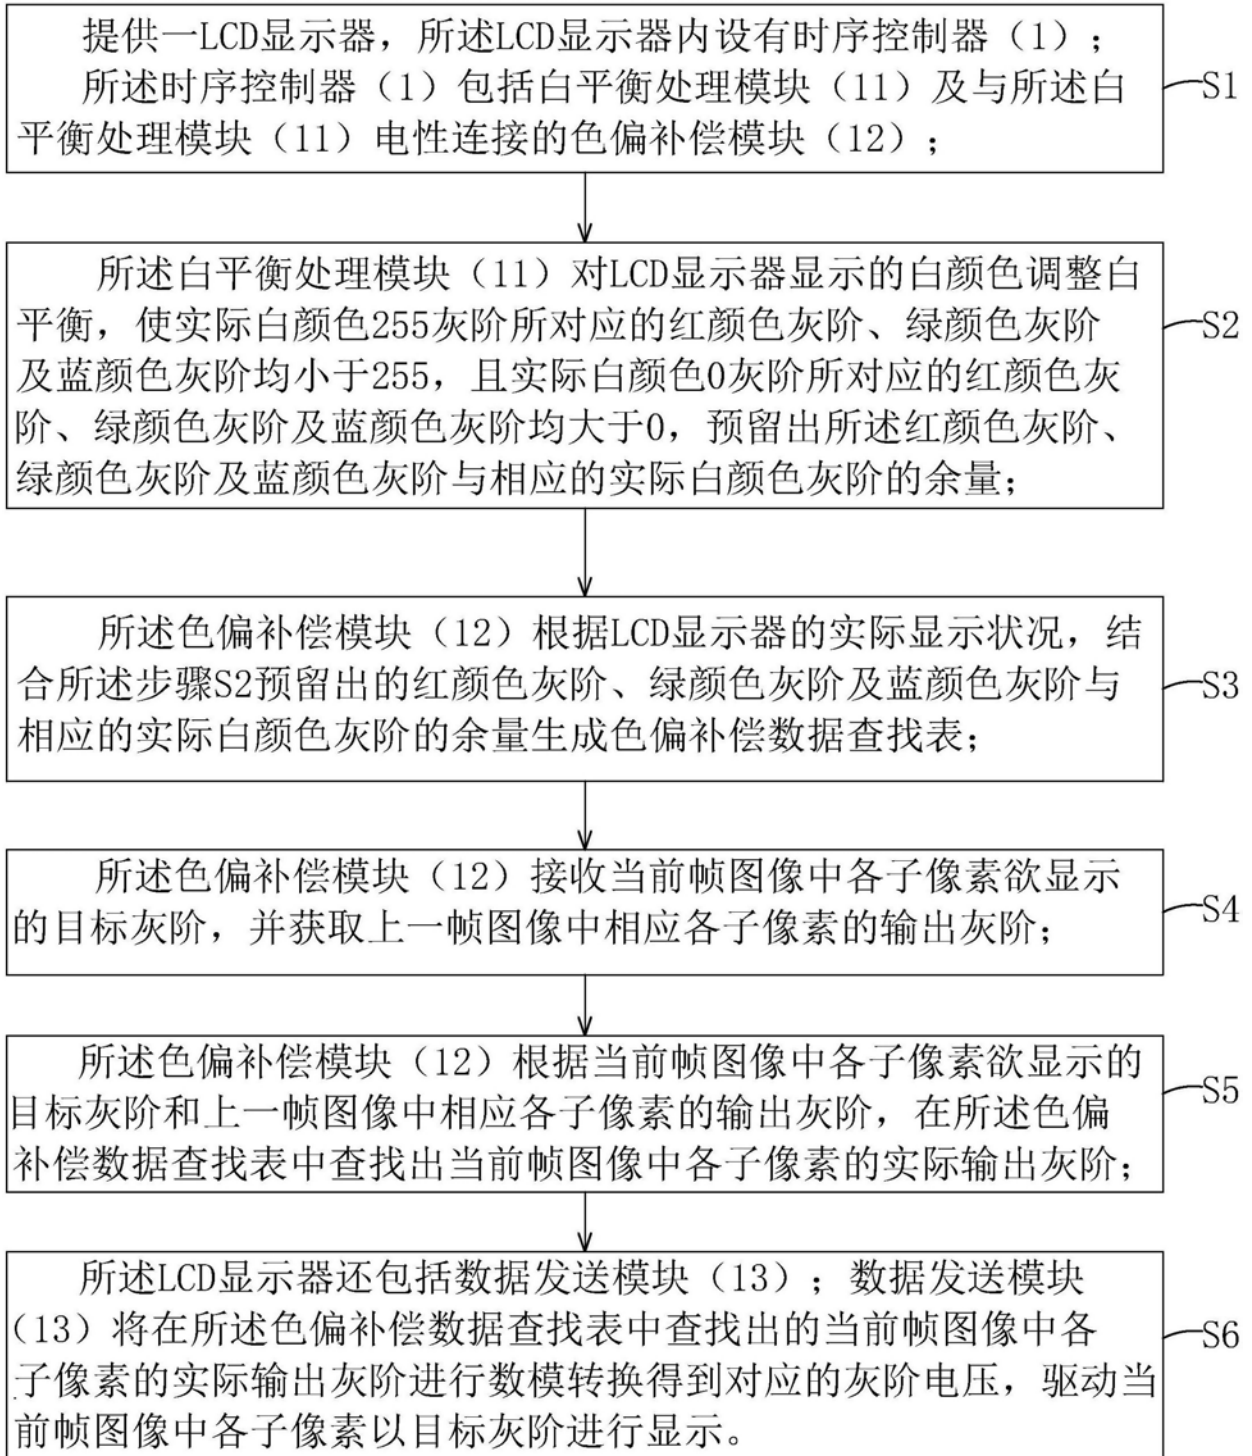 提供一LCD显示器，所述LCD显示器内设有时序控制器（1）；
所述时序控制器（1）包括白平衡处理模块（11）及与所述白
平衡处理模块（11）电性连接的色偏补偿模块（12）；
S1
所述白平衡处理模块（11）对LCD显示器显示的白颜色调整白
平衡，使实际白颜色255灰阶所对应的红颜色灰阶、绿颜色灰阶
及蓝颜色灰阶均小于255，且实际白颜色0灰阶所对应的红颜色灰
阶、绿颜色灰阶及蓝颜色灰阶均大于0，预留出所述红颜色灰阶、
绿颜色灰阶及蓝颜色灰阶与相应的实际白颜色灰阶的余量；
S2
所述色偏补偿模块（12）根据LCD显示器的实际显示状况，结
合所述步骤S2预留出的红颜色灰阶、绿颜色灰阶及蓝颜色灰阶与
相应的实际白颜色灰阶的余量生成色偏补偿数据查找表；
S3
所述色偏补偿模块（12）接收当前帧图像中各子像素欲显示
的目标灰阶，并获取上一帧图像中相应各子像素的输出灰阶；
S4
所述色偏补偿模块（12）根据当前帧图像中各子像素欲显示的
目标灰阶和上一帧图像中相应各子像素的输出灰阶，在所述色偏
补偿数据查找表中查找出当前帧图像中各子像素的实际输出灰阶；
S5
所述LCD显示器还包括数据发送模块（13）；数据发送模块
（13）将在所述色偏补偿数据查找表中查找出的当前帧图像中各
子像素的实际输出灰阶进行数模转换得到对应的灰阶电压，驱动当
前帧图像中各子像素以目标灰阶进行显示。
S6